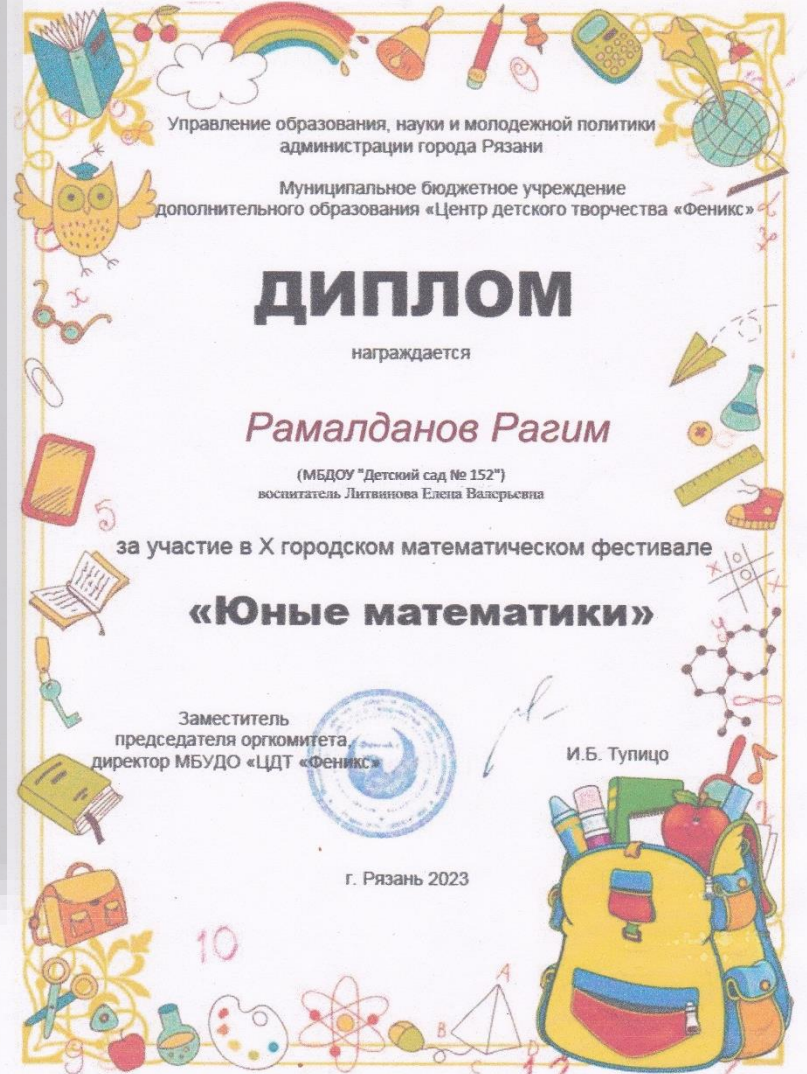 Управление образования, науки и молодежной политики
администрации города Рязани
Муниципальное бюджетное учреждение
дополнительного образования «Центр детского творчества «Феникс»
ДИПЛОМ
награждается
Рамалданов Рагим
(МБДОУ "Детский сад № 152")
воспитатель Литвинова Елена Валерьевна
за участие в X городском математическом фестивале
«Юные математики»
Заместитель
председателя оргкомитета,
директор МБУДО «ЦДТ «Феникс»
И.Б. Тупицо
г. Рязань 2023
5
10
A
B